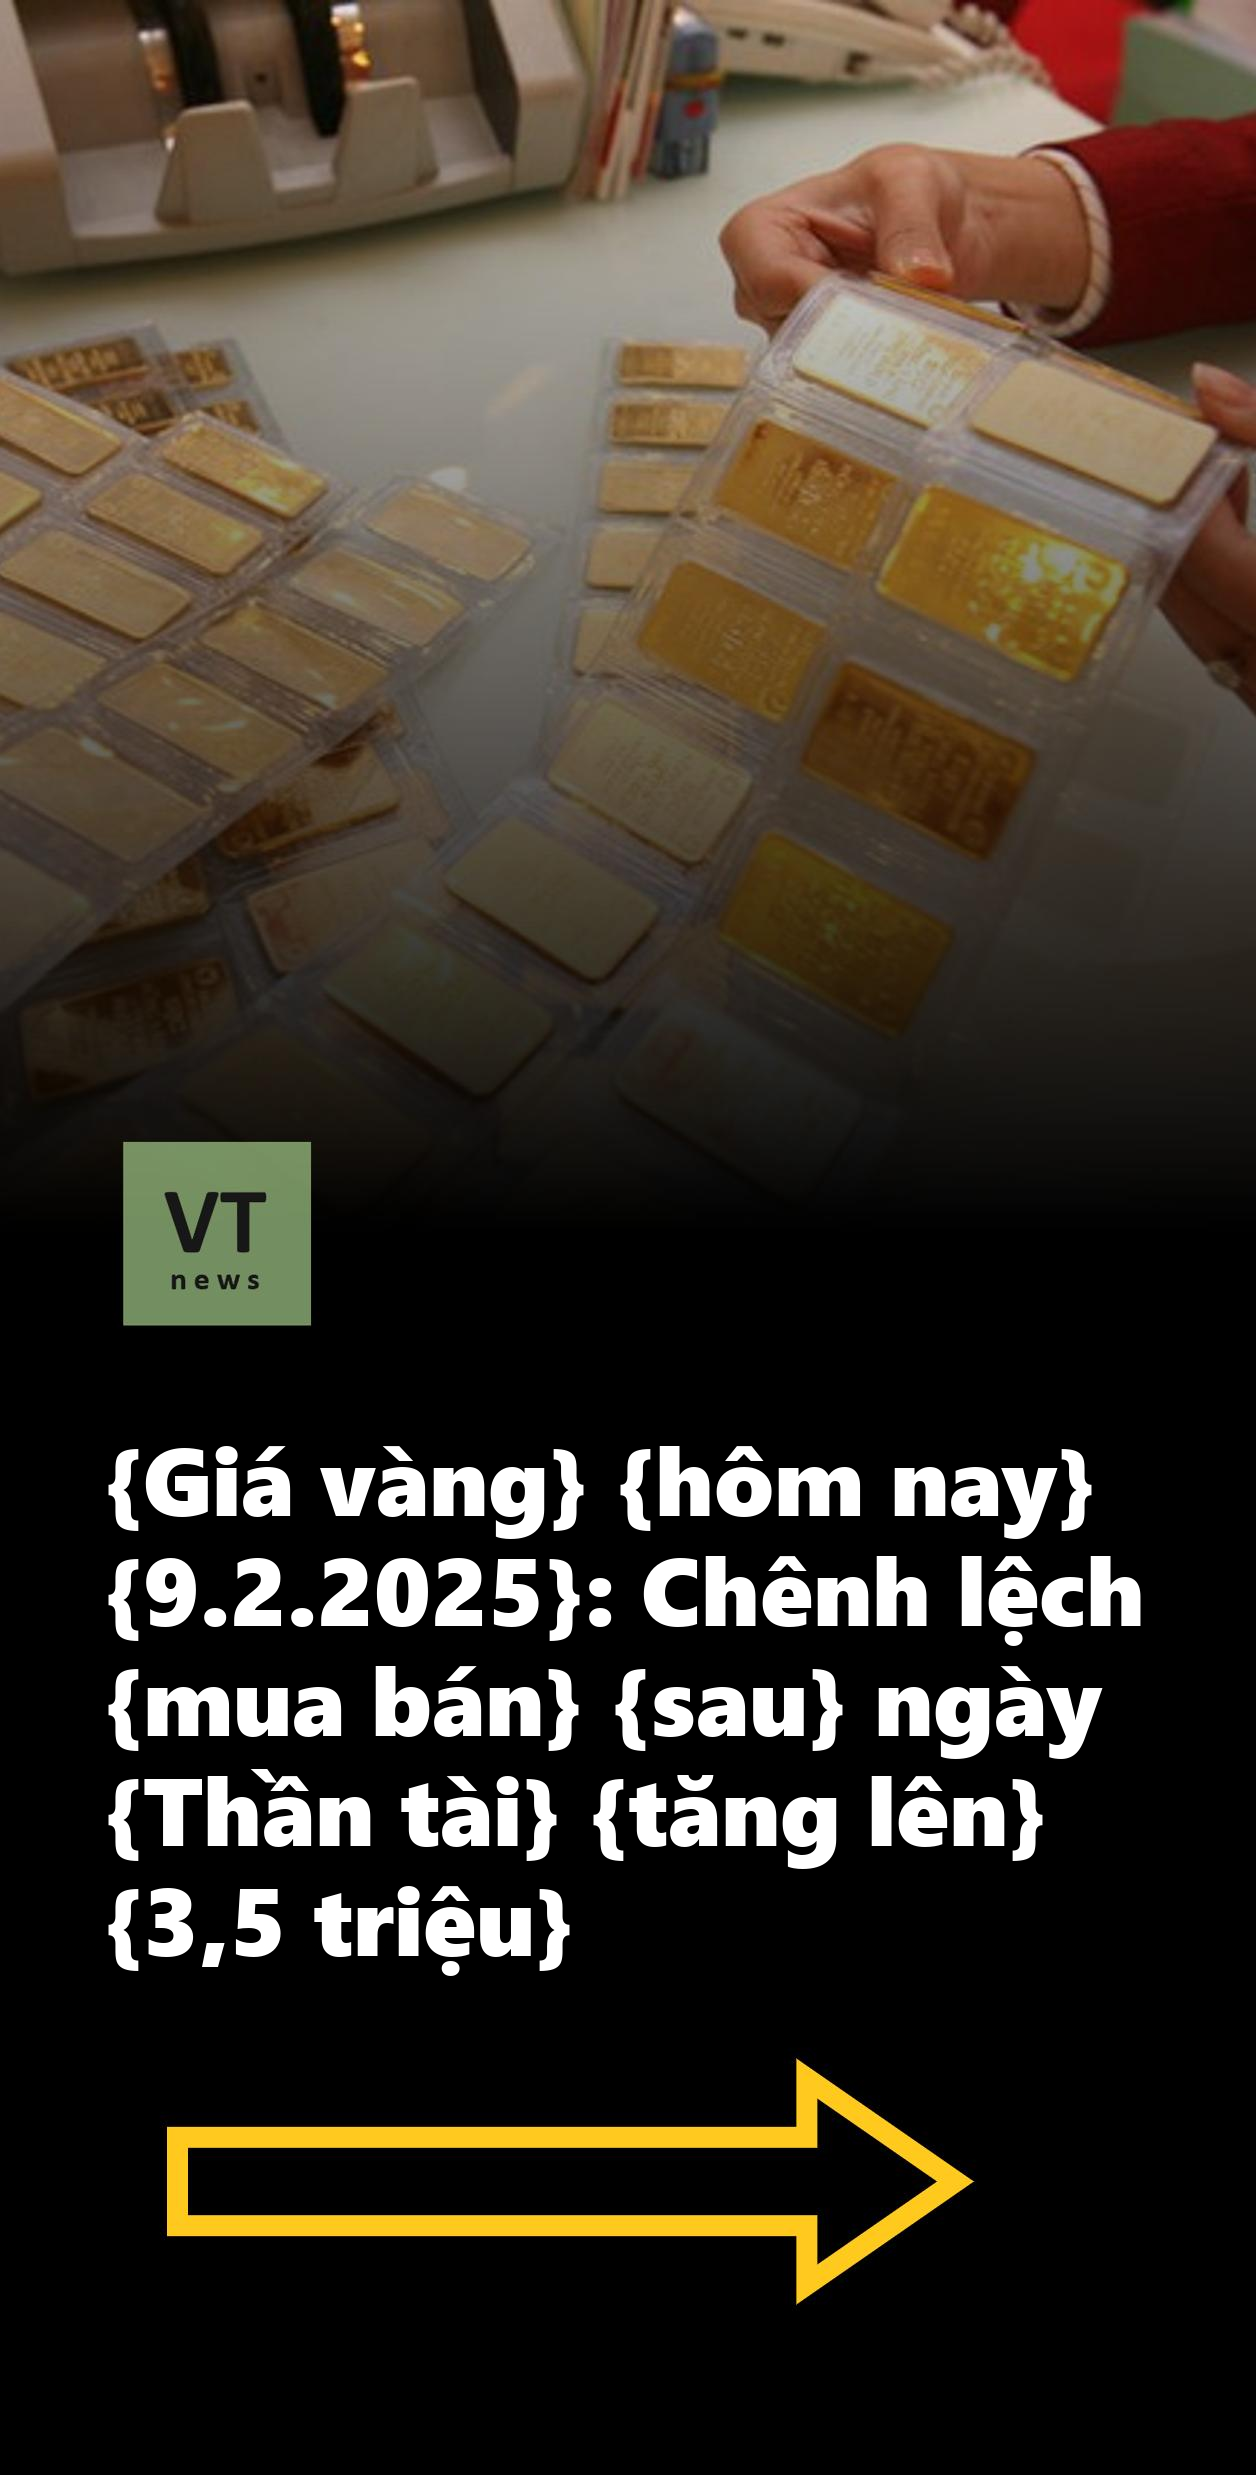 VT
news
{Giá vàng} {hôm nay}
{9.2.2025}: Chênh lệch
{mua bán} {sau} ngày
{Thần tài} {tăng lên}
{3,5 triệu}